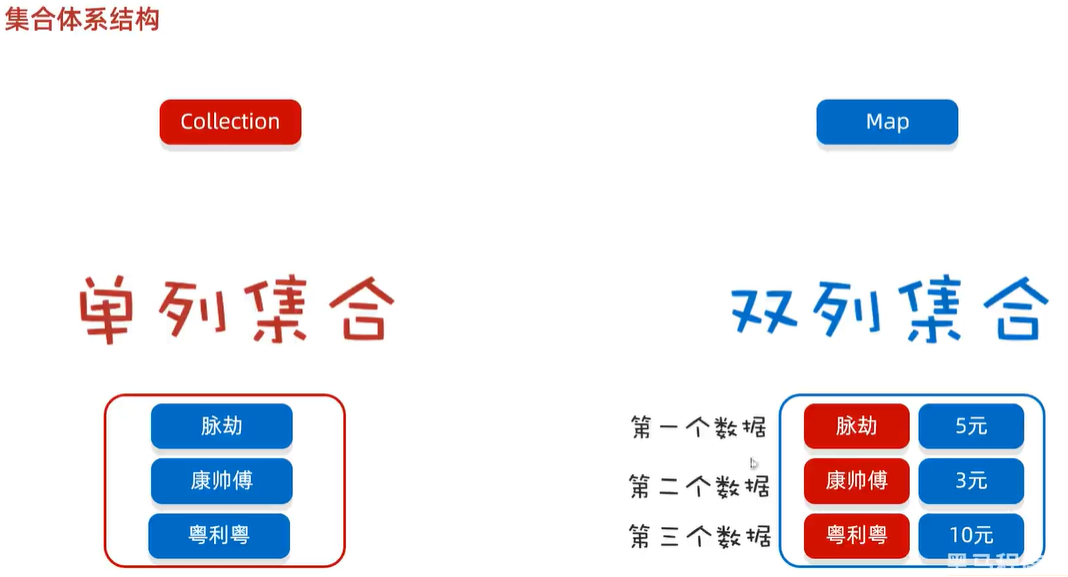 集合体系结构
Collection
Map
单列集合
双列集合
脉劫
康帅傅
粤利粤
第一个数据 脉劫 5元
第二个数据 康帅傅 3元
第三个数据 粤利粤 10元